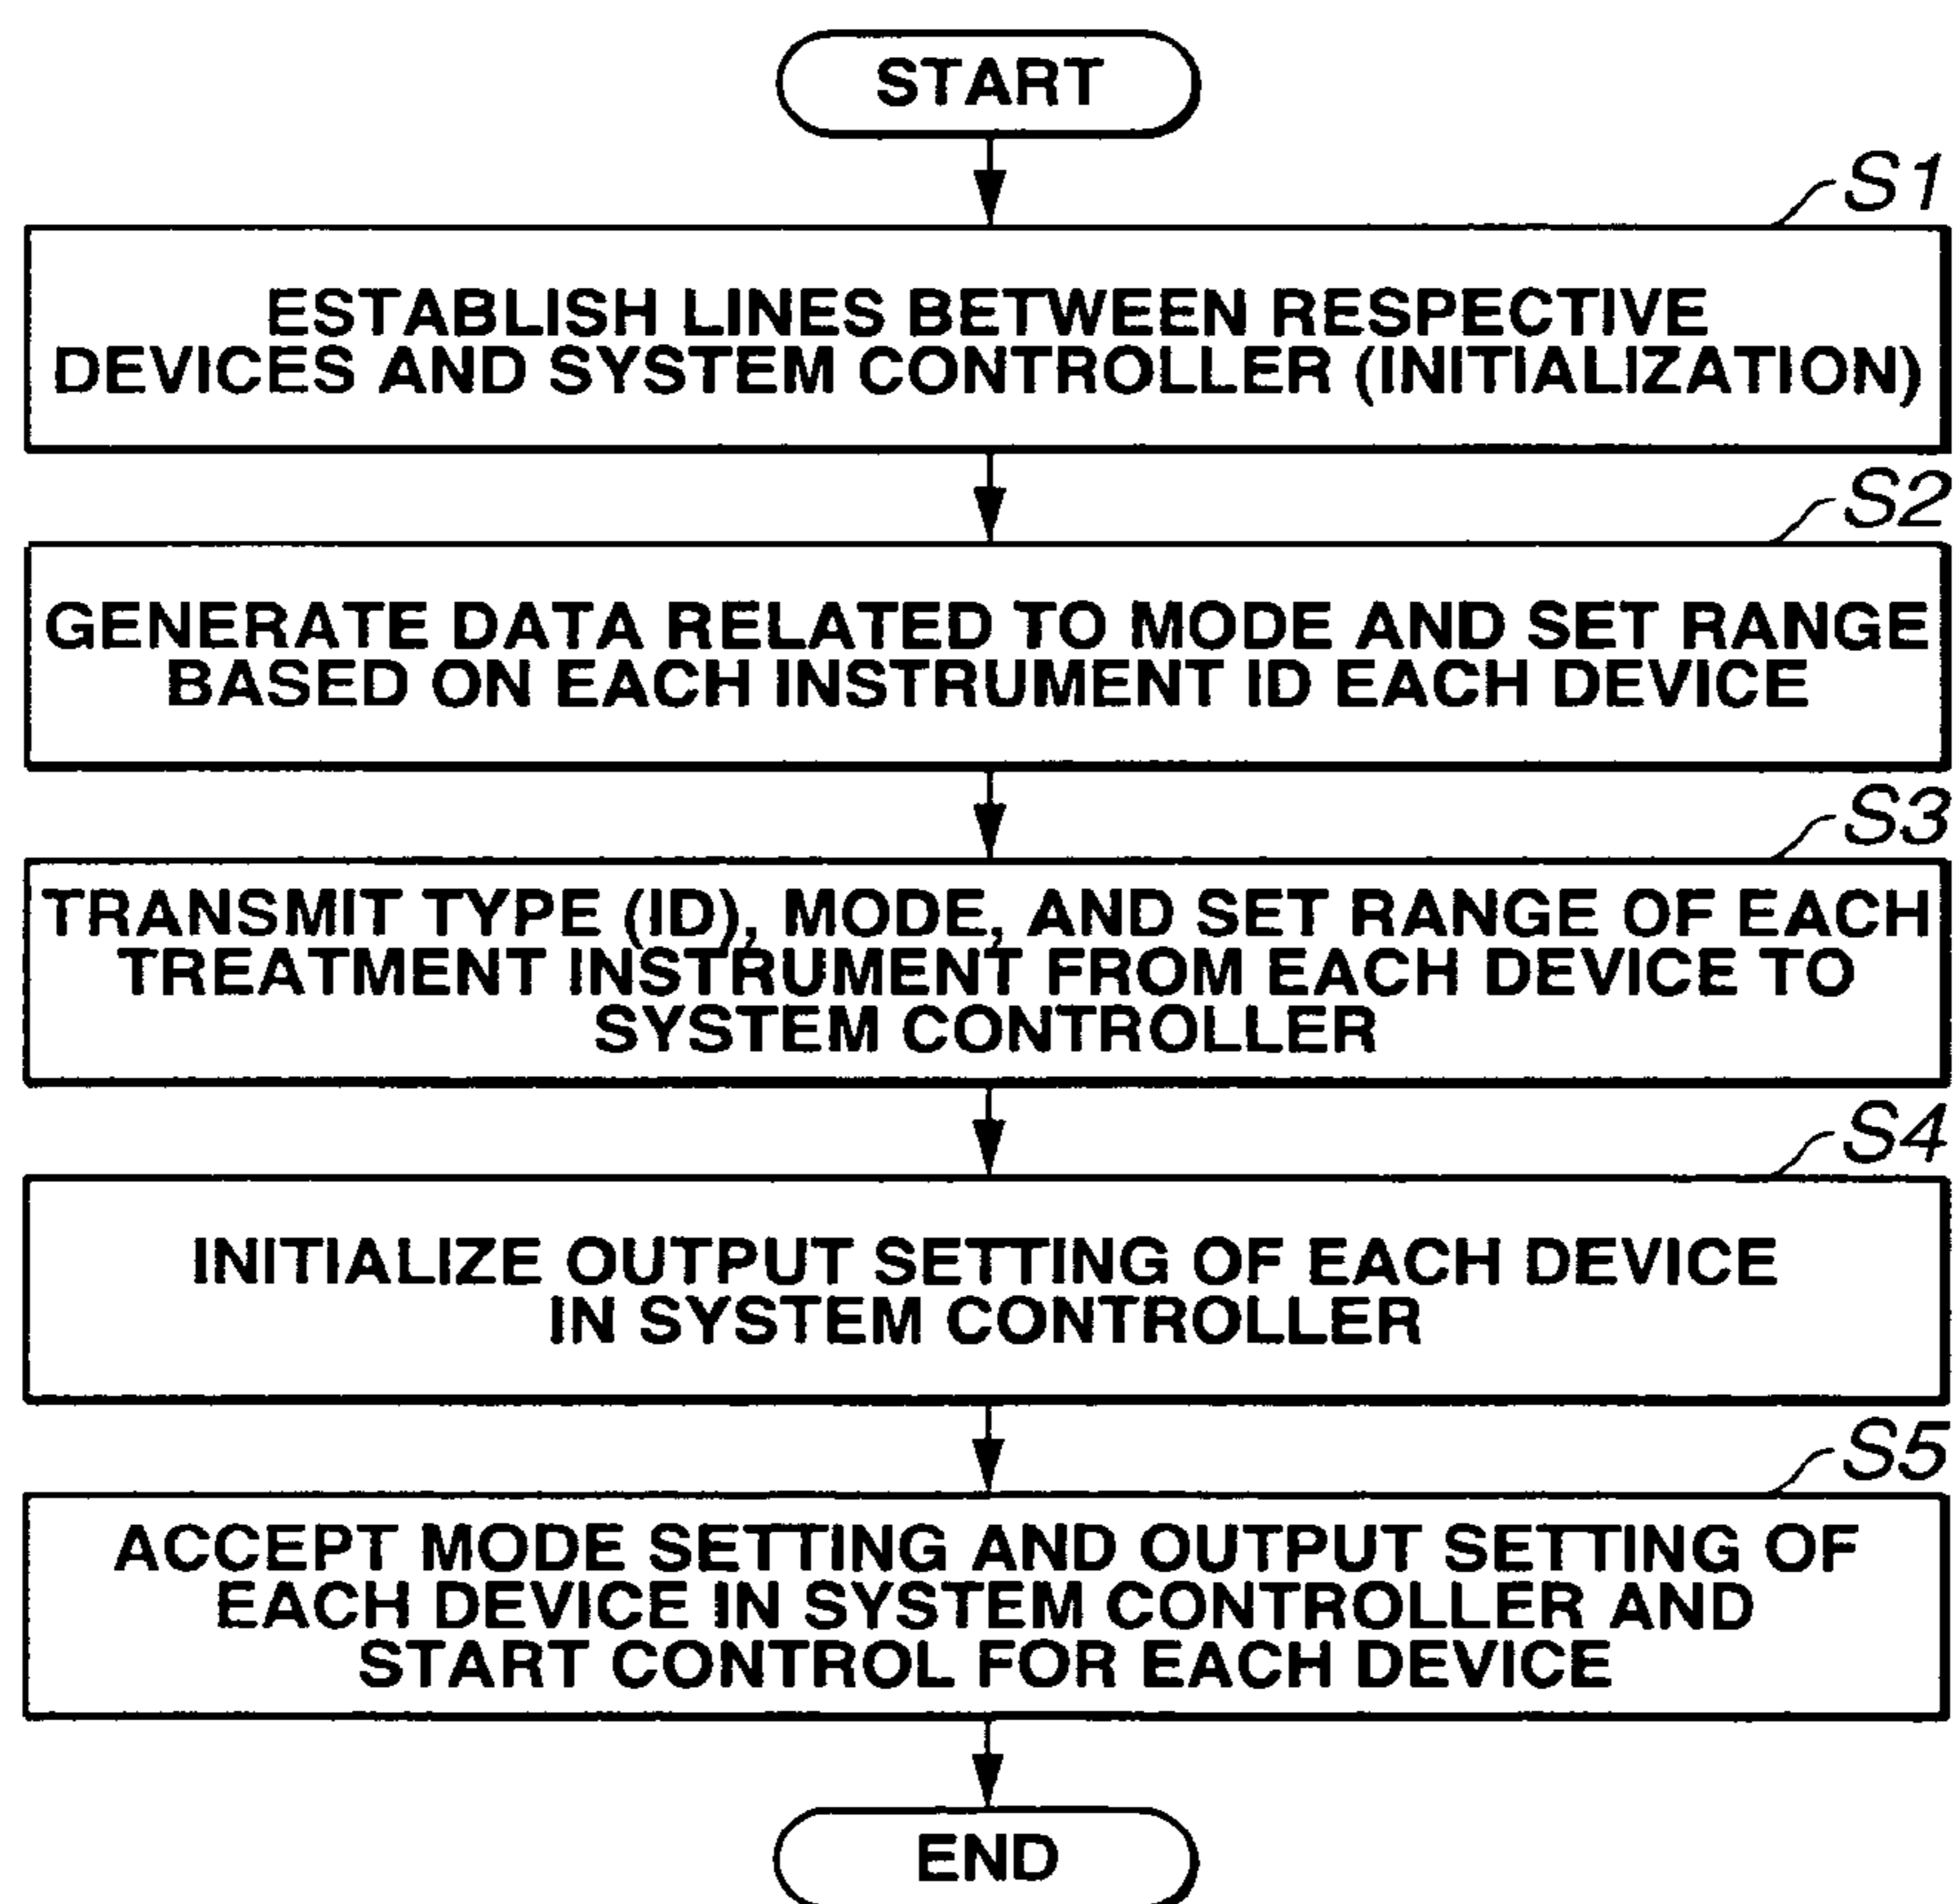 START
S1
ESTABLISH LINES BETWEEN RESPECTIVE
DEVICES AND SYSTEM CONTROLLER (INITIALIZATION)
S2
GENERATE DATA RELATED TO MODE AND SET RANGE
BASED ON EACH INSTRUMENT ID EACH DEVICE
S3
TRANSMIT TYPE (ID), MODE, AND SET RANGE OF EACH
TREATMENT INSTRUMENT FROM EACH DEVICE TO
SYSTEM CONTROLLER
S4
INITIALIZE OUTPUT SETTING OF EACH DEVICE
IN SYSTEM CONTROLLER
S5
ACCEPT MODE SETTING AND OUTPUT SETTING OF
EACH DEVICE IN SYSTEM CONTROLLER AND
START CONTROL FOR EACH DEVICE
END